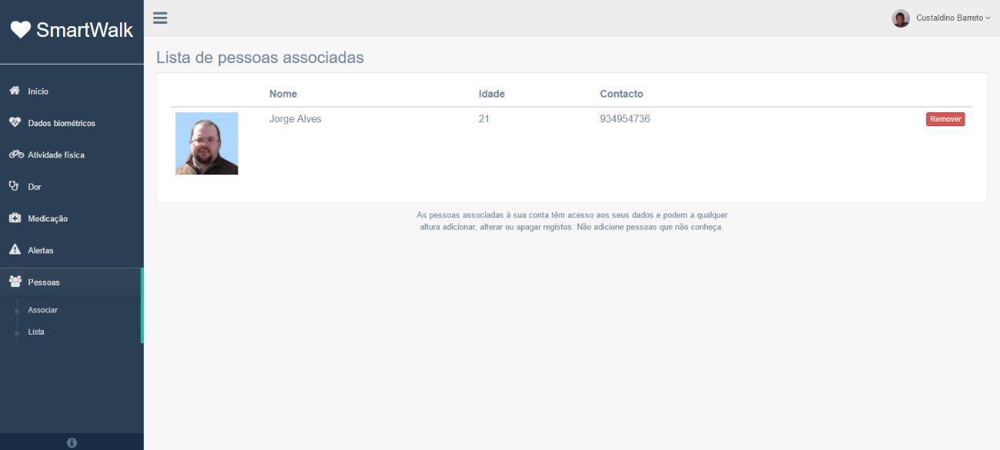 SmartWalk
Custaldino Barreto
Lista de pessoas associadas
Início
Dados biométricos
Atividade física
Dor
Medicação
Alertas
Pessoas
Associar
Lista
Nome Idade Contacto
Jorge Alves 21 934954736 Remover
As pessoas associadas à sua conta têm acesso aos seus dados e podem a qualquer
altura adicionar, alterar ou apagar registos. Não adicione pessoas que não conheça.